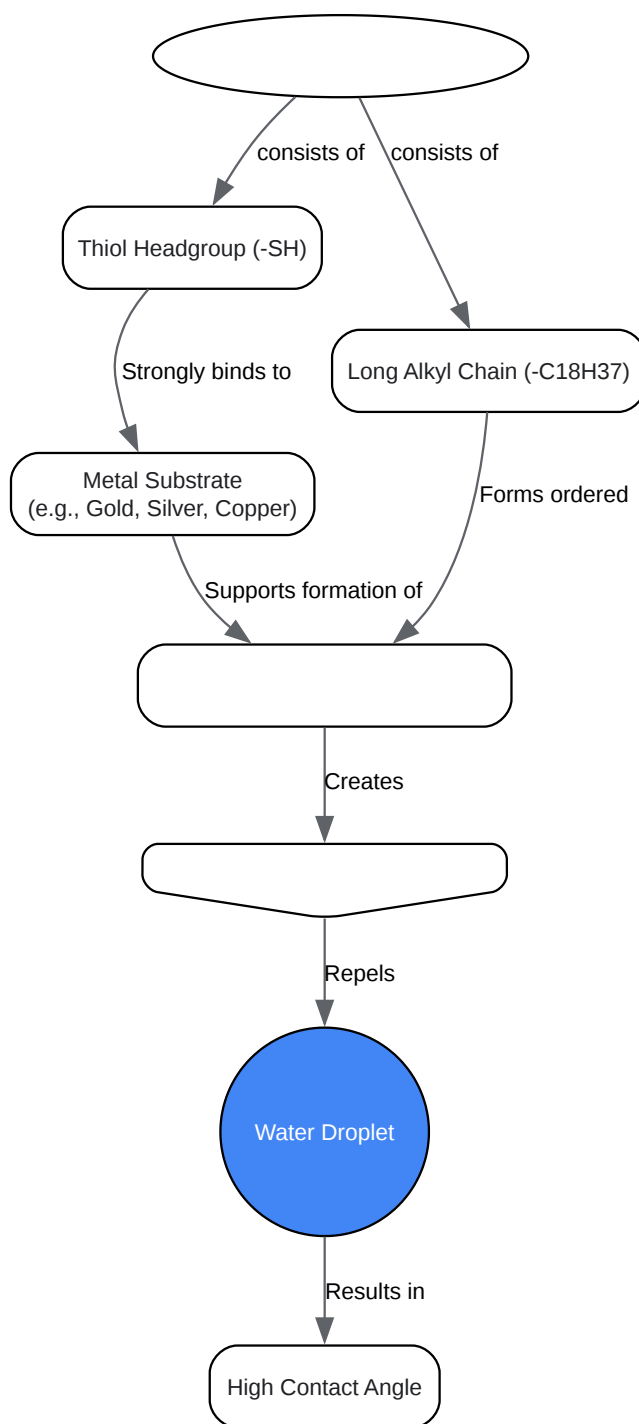 consists of
consists of
Thiol Headgroup (-SH)
Long Alkyl Chain (-C18H37)
Strongly binds to
Metal Substrate
(e.g., Gold, Silver, Copper)
Forms ordered
Supports formation of
Creates
Repels
Water Droplet
Results in
High Contact Angle